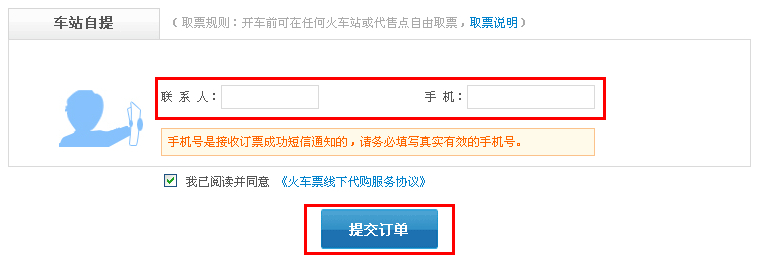 车站自提 (取票规则：开车前可在任何火车站或代售点自由取票，取票说明)
联 系 人： 手 机：
手机号是接收订票成功短信通知的，请务必填写真实有效的手机号。
我已阅读并同意 《火车票线下代购服务协议》
提交订单